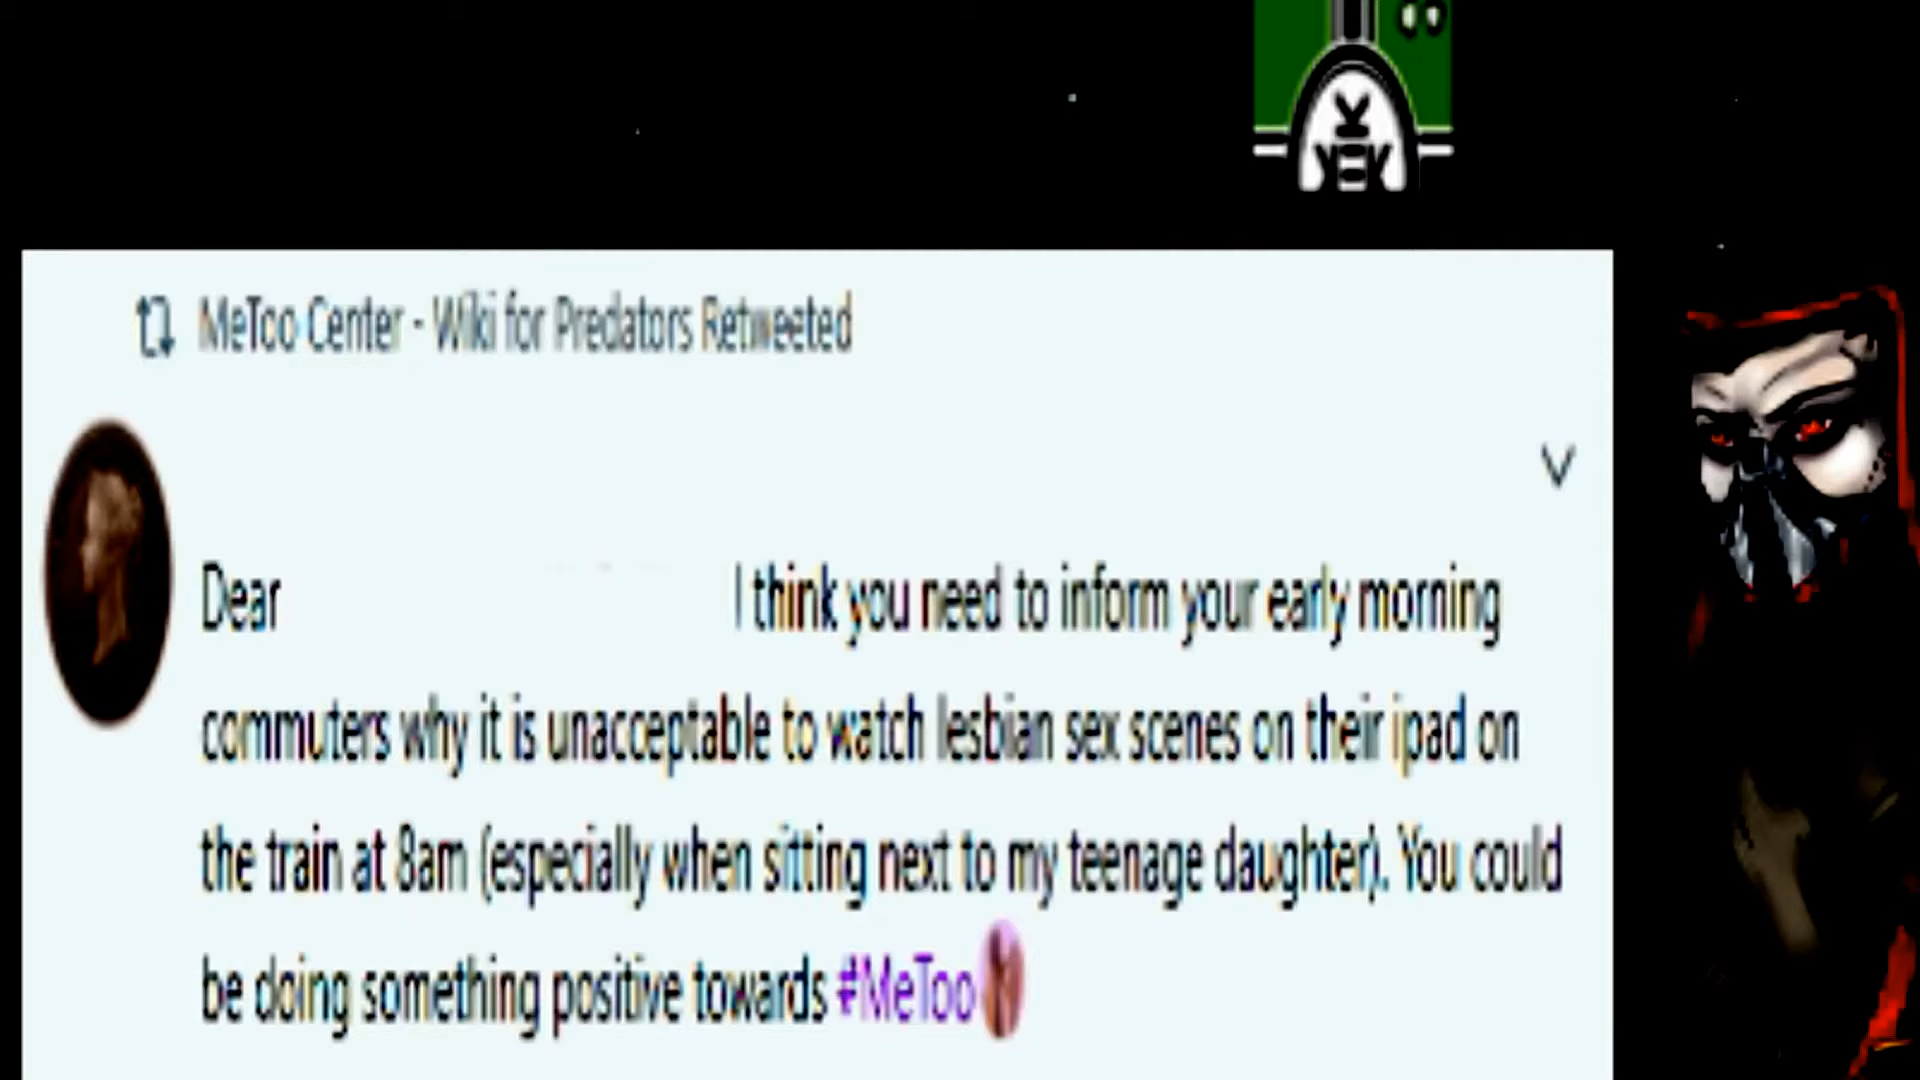 MeToo Center - Wiki for Predators Retweeted
Dear I think you need to inform your early morning
commuters why it is unacceptable to watch lesbian sex scenes on their ipad on
the train at 8am (especially when sitting next to my teenage daughter). You could
be doing something positive towards #MeToo